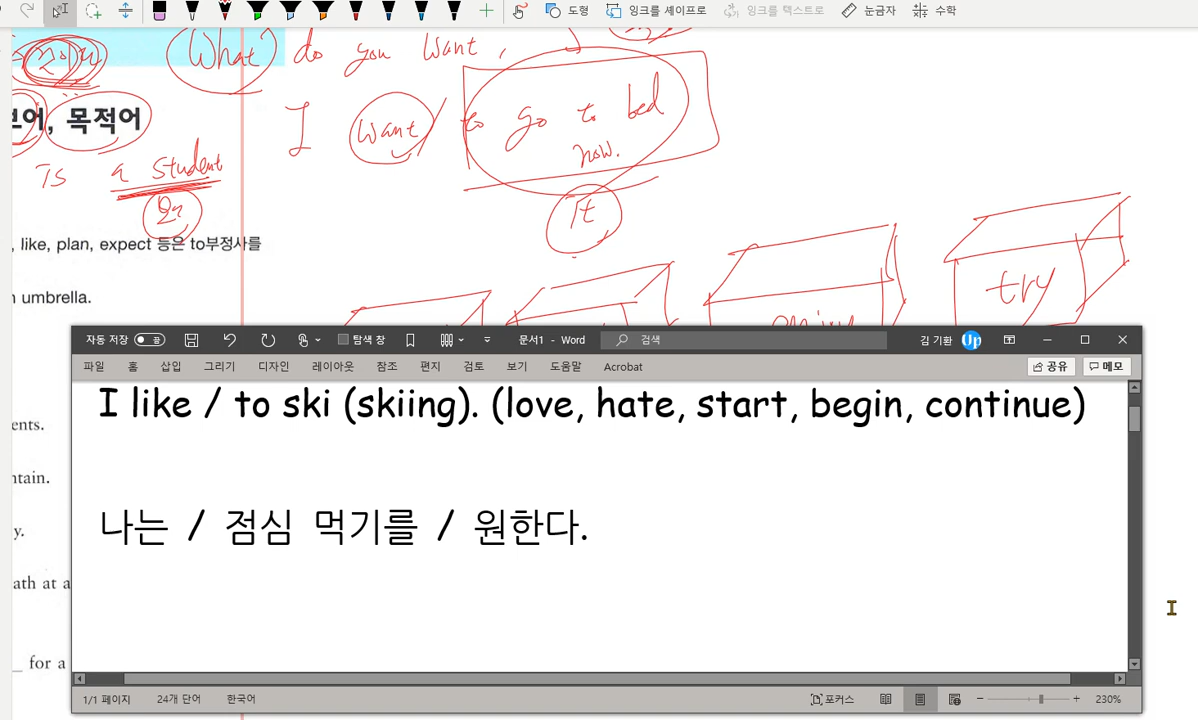 도형 잉크를 셰이프로 잉크를 텍스트로 눈금자 수학
What do you want,
어, 목적어
I want / to go to bed
now.
is a student
It
, like, plan, expect 등은 to부정사를
umbrella.
try
자동 저장 끔 탐색 창 문서1 - Word 검색 김 기환
파일 홈 삽입 그리기 디자인 레이아웃 참조 편지 검토 보기 도움말 Acrobat 공유 메모
I like / to ski (skiing). (love, hate, start, begin, continue)
ents.
ntain.
나는 / 점심 먹기를 / 원한다.
y.
ath at a
for a
1/1 페이지 24개 단어 한국어 포커스 230%